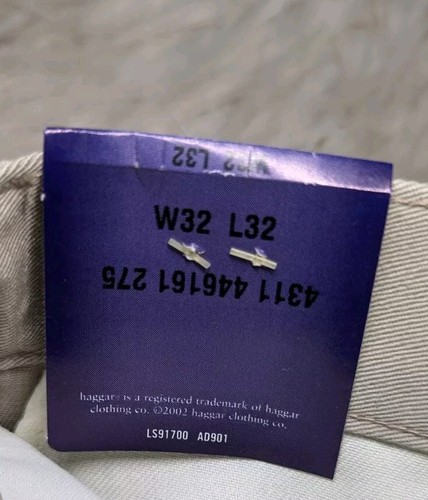 W32 L32
W32 L32
4311 446161 275
haggar® is a registered trademark of haggar
clothing co. ©2002 haggar clothing co.
LS91700 AD901